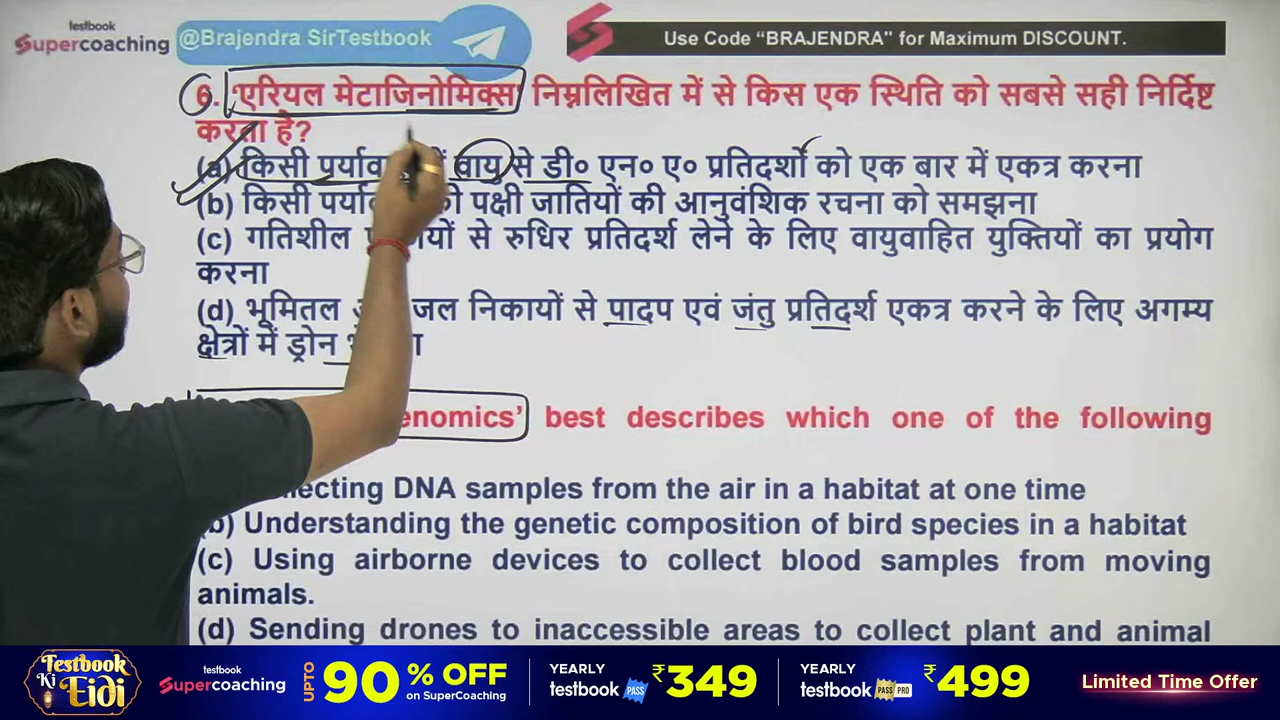 testbook
Supercoaching
@Brajendra SirTestbook
Use Code “BRAJENDRA" for Maximum DISCOUNT.
6. 'एरियल मेटाजिनोमिक्स' निम्नलिखित में से किस एक स्थिति को सबसे सही निर्दिष्ट
करता है?
(a) किसी वायु से डी० एन० ए० प्रतिदर्शो को एक बार में एकत्र करना
(b) किसी पक्षी जातियों की आनुवंशिक रचना को समझना
(c) गतिशील से रुधिर प्रतिदर्श लेने के लिए वायुवाहित युक्तियों का प्रयोग
करना
(d) भूमितल जल निकायों से पादप एवं जंतु प्रतिदर्श एकत्र करने के लिए अगम्य
क्षेत्रों में ड्रोन
best describes which one of the following
DNA samples from the air in a habitat at one time
Understanding the genetic composition of bird species in a habitat
(c) Using airborne devices to collect blood samples from moving
animals.
(d) Sending drones to inaccessible areas to collect plant and animal
Testbook
Ki
Eidi
testbook
Supercoaching
UPTO
90 % OFF
on SuperCoaching
YEARLY
testbook PASS
₹349
YEARLY
testbook PASS PRO
₹499
Limited Time Offer